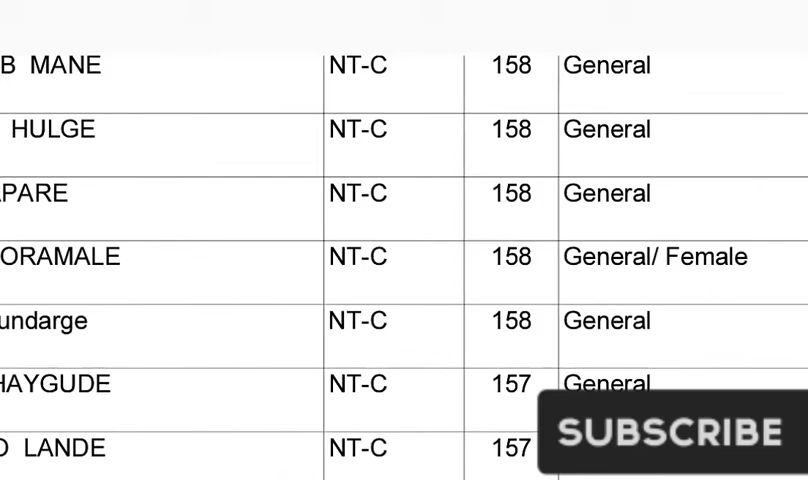 B MANE NT-C 158 General
HULGE NT-C 158 General
PARE NT-C 158 General
ORAMALE NT-C 158 General/ Female
undarge NT-C 158 General
HAYGUDE NT-C 157 General
LANDE NT-C 157
SUBSCRIBE